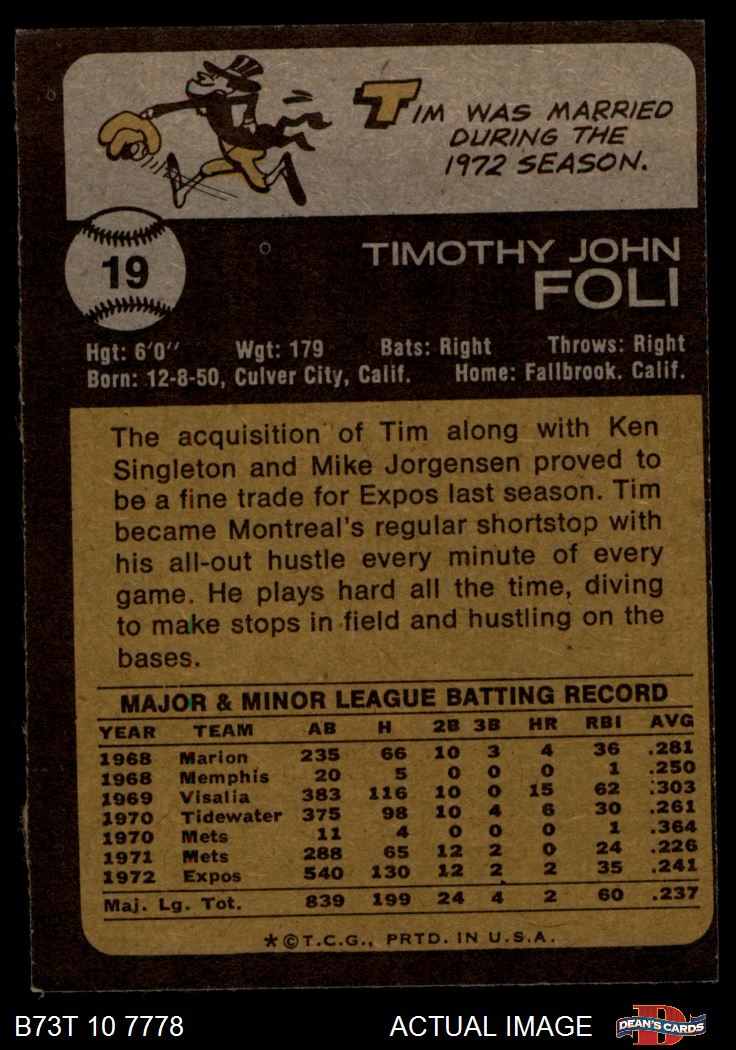 TIM WAS MARRIED
DURING THE
1972 SEASON.
19
TIMOTHY JOHN
FOLI
Hgt: 6'0" Wgt: 179 Bats: Right Throws: Right
Born: 12-8-50, Culver City, Calif. Home: Fallbrook. Calif.
The acquisition of Tim along with Ken
Singleton and Mike Jorgensen proved to
be a fine trade for Expos last season. Tim
became Montreal's regular shortstop with
his all-out hustle every minute of every
game. He plays hard all the time, diving
to make stops in field and hustling on the
bases.
MAJOR & MINOR LEAGUE BATTING RECORD
YEAR TEAM AB H 2B 3B HR RBI AVG
1968 Marion 235 66 10 3 4 36 .281
1968 Memphis 20 5 0 0 0 1 .250
1969 Visalia 383 116 10 0 15 62 .303
1970 Tidewater 375 98 10 4 6 30 .261
1970 Mets 11 4 0 0 0 1 .364
1971 Mets 288 65 12 2 0 24 .226
1972 Expos 540 130 12 2 2 35 .241
Maj. Lg. Tot. 839 199 24 4 2 60 .237
*©T.C.G., PRTD. IN U.S.A.
B73T 10 7778 ACTUAL IMAGE DEAN'S CARDS